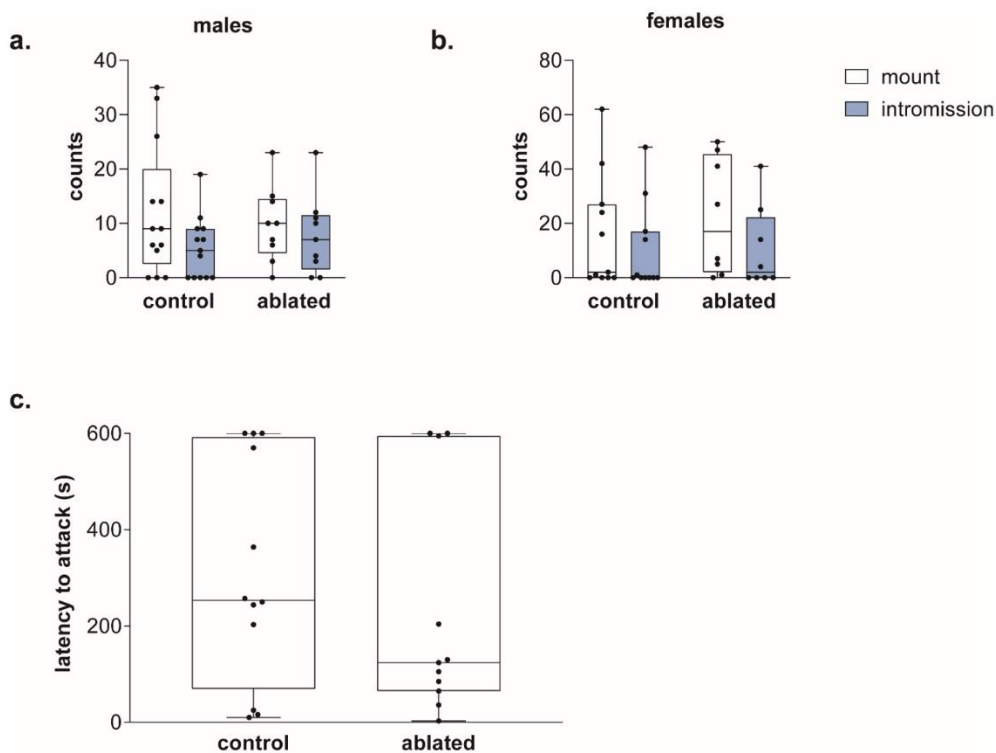 a.
males
counts
40
30
20
10
0
control ablated
b.
females
counts
80
60
40
20
0
control ablated
mount
intromission
c.
latency to attack (s)
600
400
200
0
control ablated